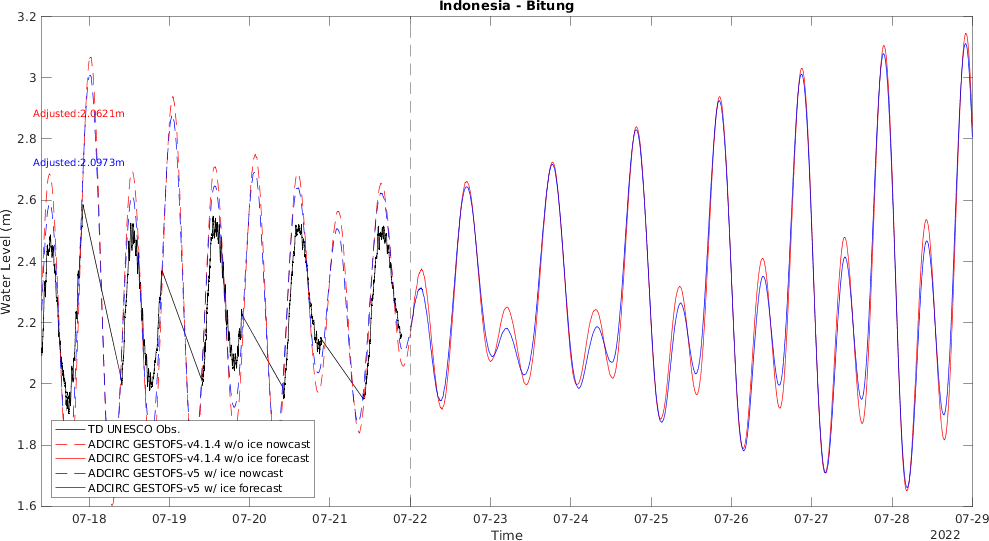 Indonesia - Bitung
3.2
3
2.8
2.6
2.4
2.2
2
1.8
1.6
Water Level (m)
Adjusted:2.0621m
Adjusted:2.0973m
TD UNESCO Obs.
ADCIRC GESTOFS-v4.1.4 w/o ice nowcast
ADCIRC GESTOFS-v4.1.4 w/o ice forecast
ADCIRC GESTOFS-v5 w/ ice nowcast
ADCIRC GESTOFS-v5 w/ ice forecast
07-18 07-19 07-20 07-21 07-22 07-23 07-24 07-25 07-26 07-27 07-28 07-29
Time
2022